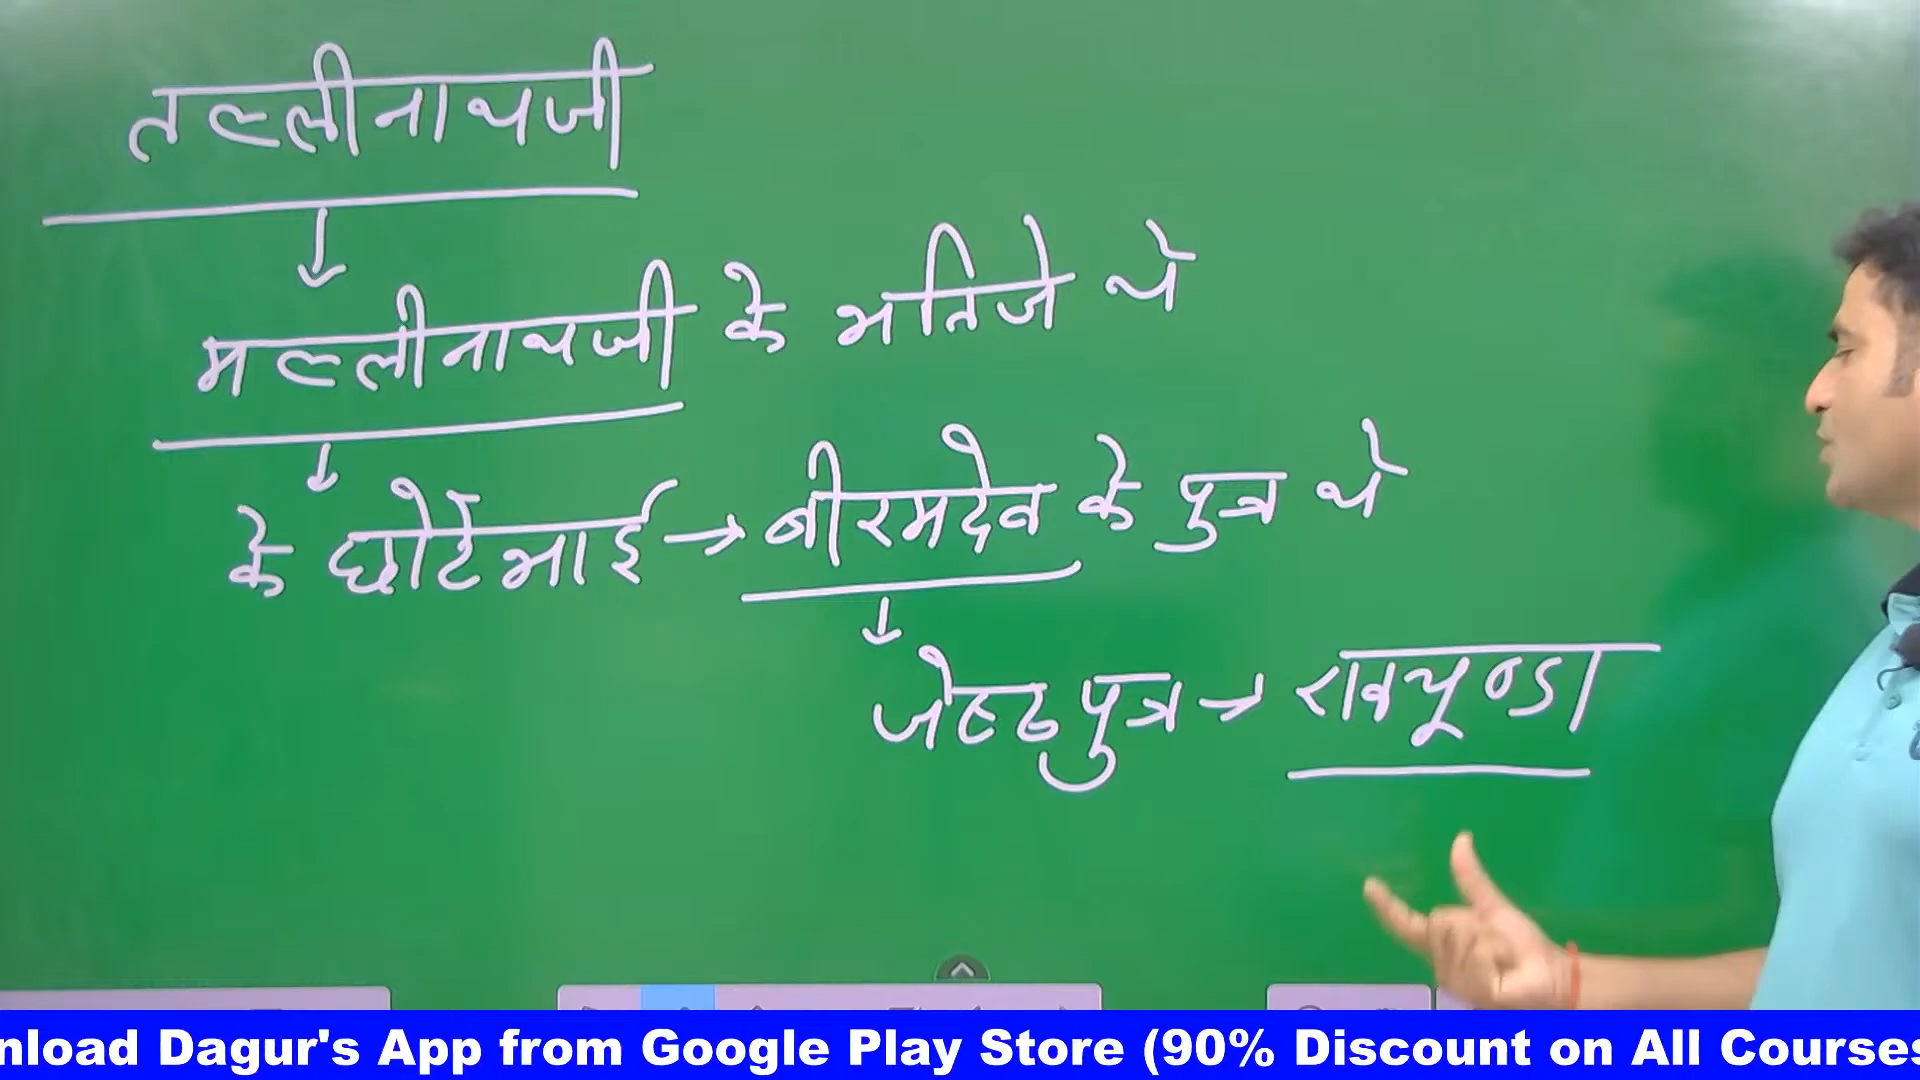 तल्लीनाथजी
↓
मल्लीनाथजी के भतिजे थे
↓
के छोटे भाई → बीरमदेव के पुत्र थे
↓
जेष्ठ पुत्र → रावचूण्डा
nload Dagur's App from Google Play Store (90% Discount on All Courses